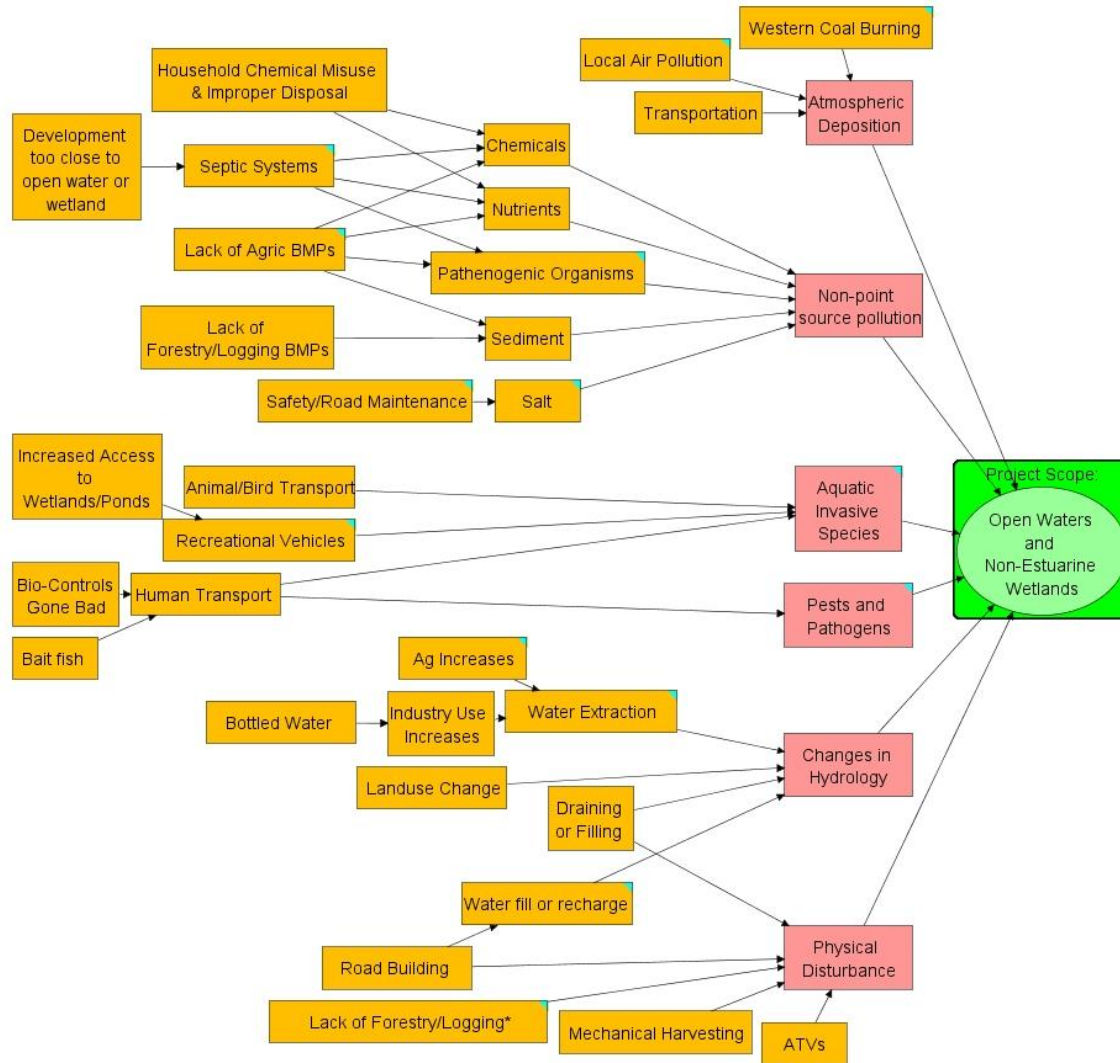 Western Coal Burning
Local Air Pollution
Transportation
Atmospheric
Deposition
Household Chemical Misuse
& Improper Disposal
Development
too close to
open water or
wetland
Septic Systems
Chemicals
Nutrients
Lack of Agric BMPs
Pathenogenic Organisms
Non-point
source pollution
Lack of
Forestry/Logging BMPs
Sediment
Safety/Road Maintenance
Salt
Increased Access
to
Wetlands/Ponds
Animal/Bird Transport
Recreational Vehicles
Aquatic
Invasive
Species
Project Scope:
Open Waters
and
Non-Estuarine
Wetlands
Bio-Controls
Gone Bad
Human Transport
Bait fish
Pests and
Pathogens
Ag Increases
Bottled Water
Industry Use
Increases
Water Extraction
Landuse Change
Changes in
Hydrology
Draining
or Filling
Water fill or recharge
Road Building
Physical
Disturbance
Lack of Forestry/Logging*
Mechanical Harvesting
ATVs